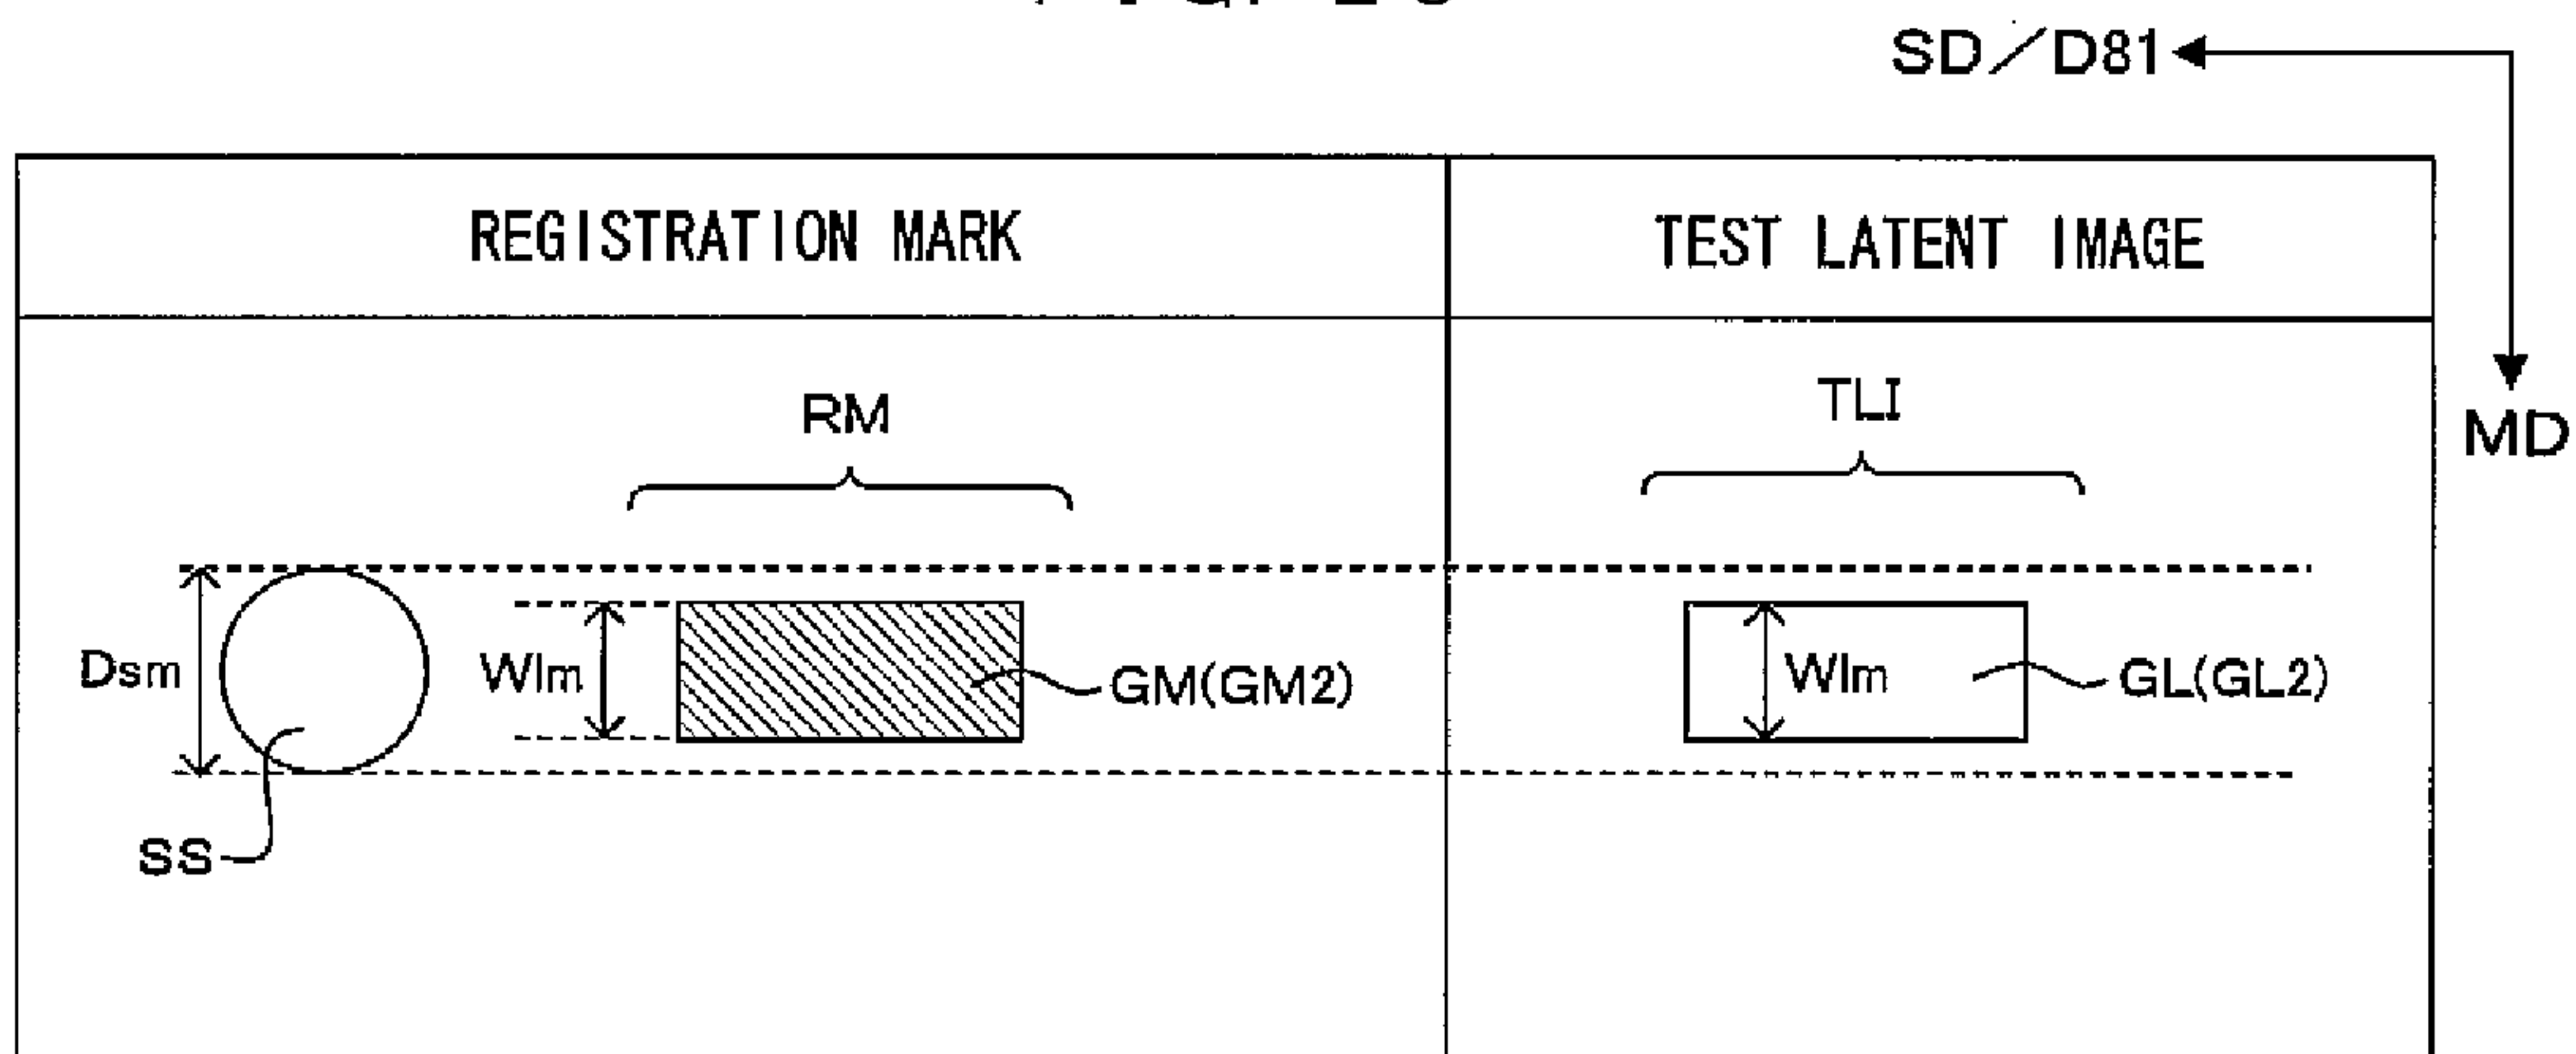 SD/D81
REGISTRATION MARK
TEST LATENT IMAGE
MD
RM
TLI
Dsm
Wlm
GM(GM2)
Wlm
GL(GL2)
SS